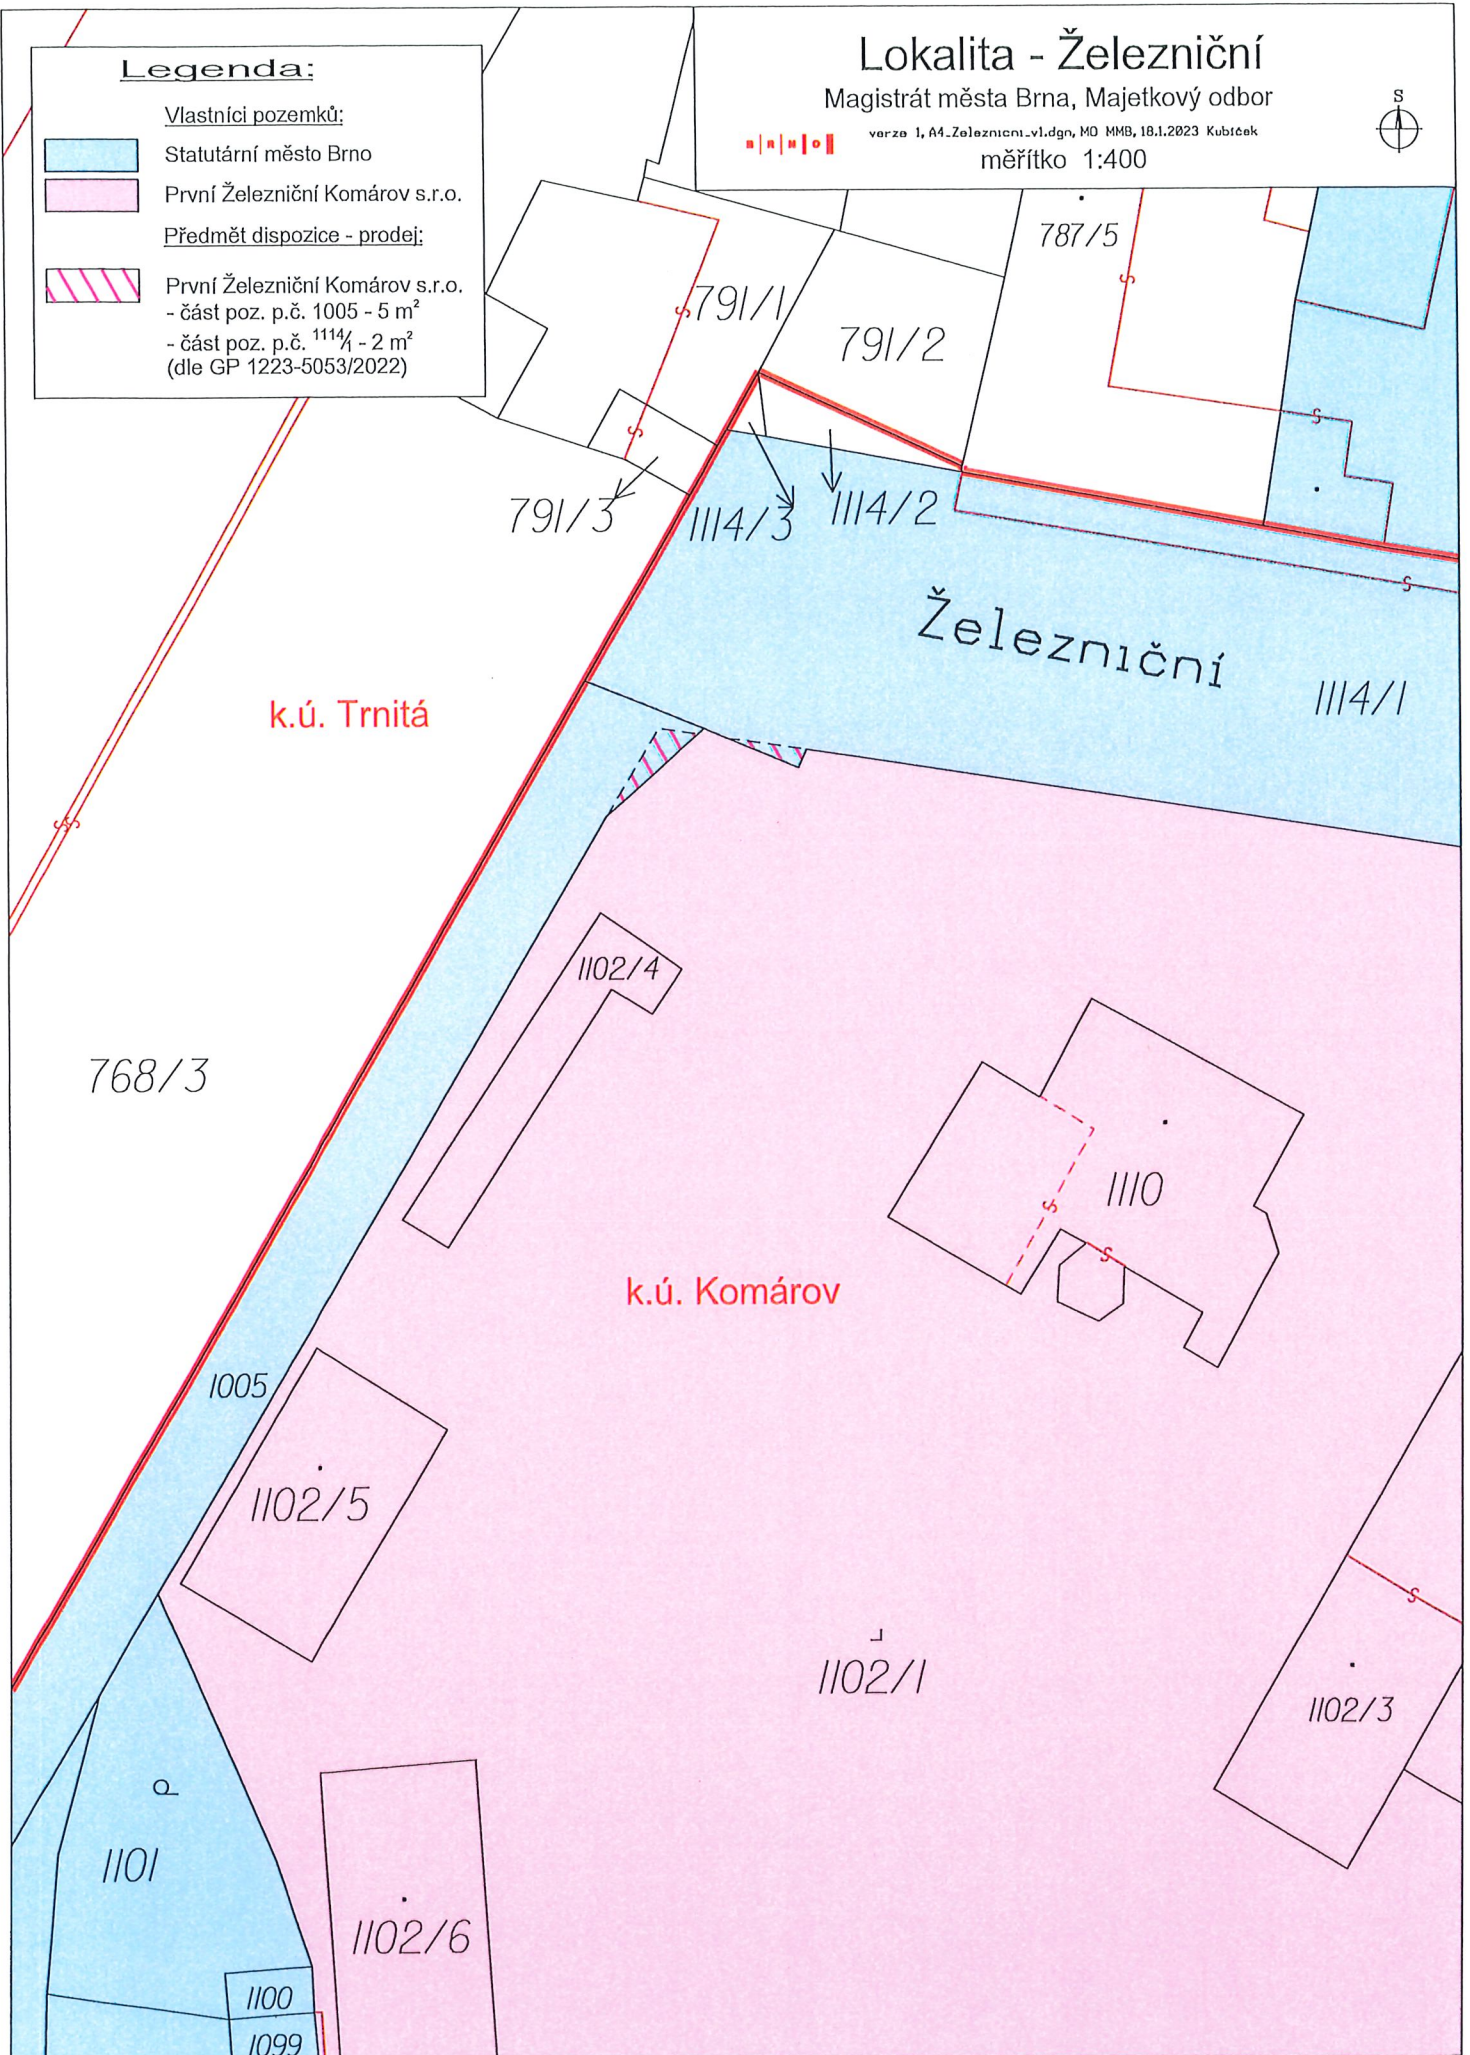 Legenda:
Vlastníci pozemků:
Statutární město Brno
První Železniční Komárov s.r.o.
Předmět dispozice - prodej:
První Železniční Komárov s.r.o.
- část poz. p.č. 1005 - 5 m²
- část poz. p.č. 1114/1 - 2 m²
(dle GP 1223-5053/2022)
Lokalita - Železniční
Magistrát města Brna, Majetkový odbor
B R N O
verze 1, A4_Zeleznicni_v1.dgn, MO MMB, 18.1.2023 Kubíček
měřítko 1:400
S
787/5
791/1
791/2
791/3
1114/3
1114/2
Železniční
1114/1
k.ú. Trnitá
1102/4
768/3
1110
k.ú. Komárov
1005
1102/5
1102/1
1102/3
1101
1102/6
1100
1099